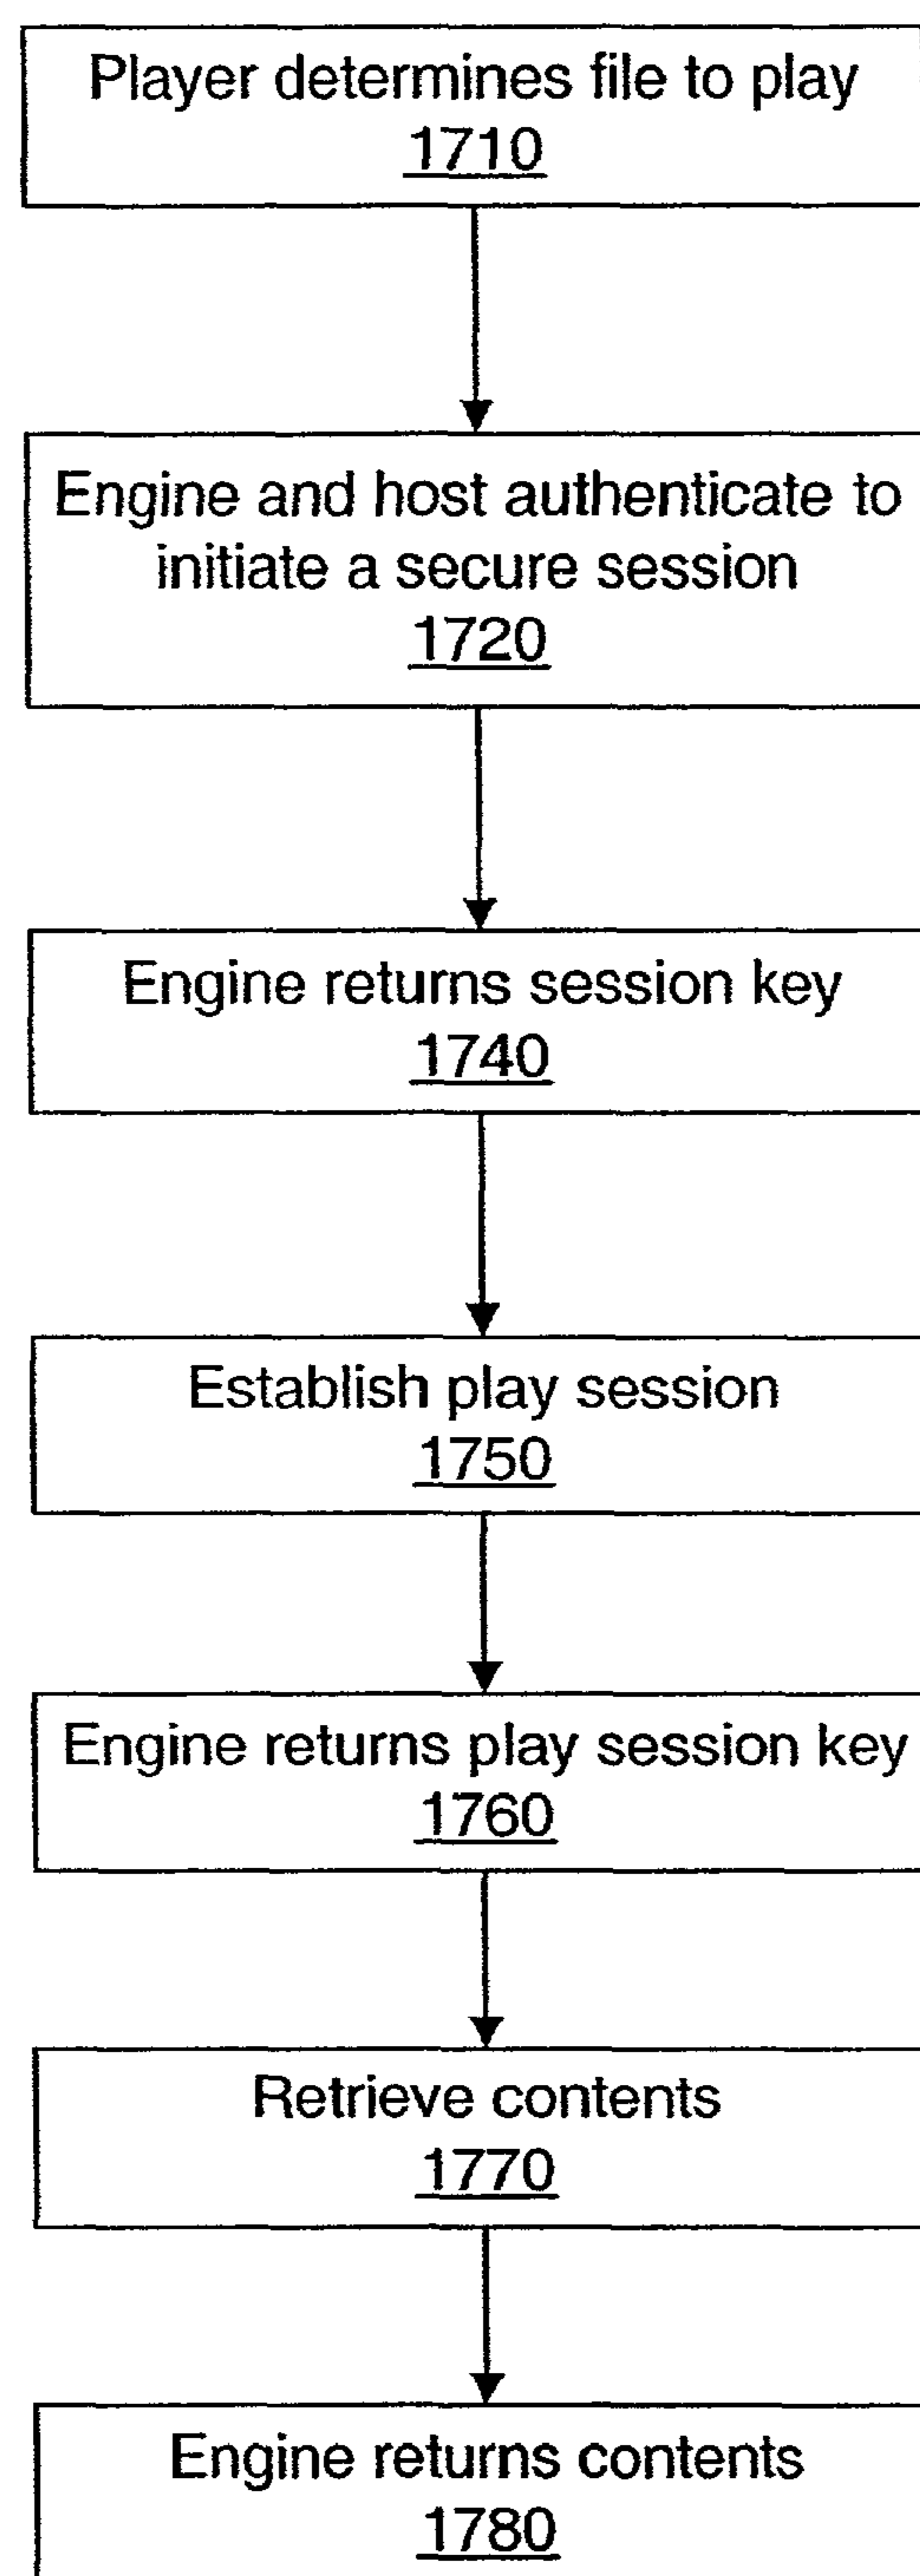 Player determines file to play
1710
Engine and host authenticate to
initiate a secure session
1720
Engine returns session key
1740
Establish play session
1750
Engine returns play session key
1760
Retrieve contents
1770
Engine returns contents
1780